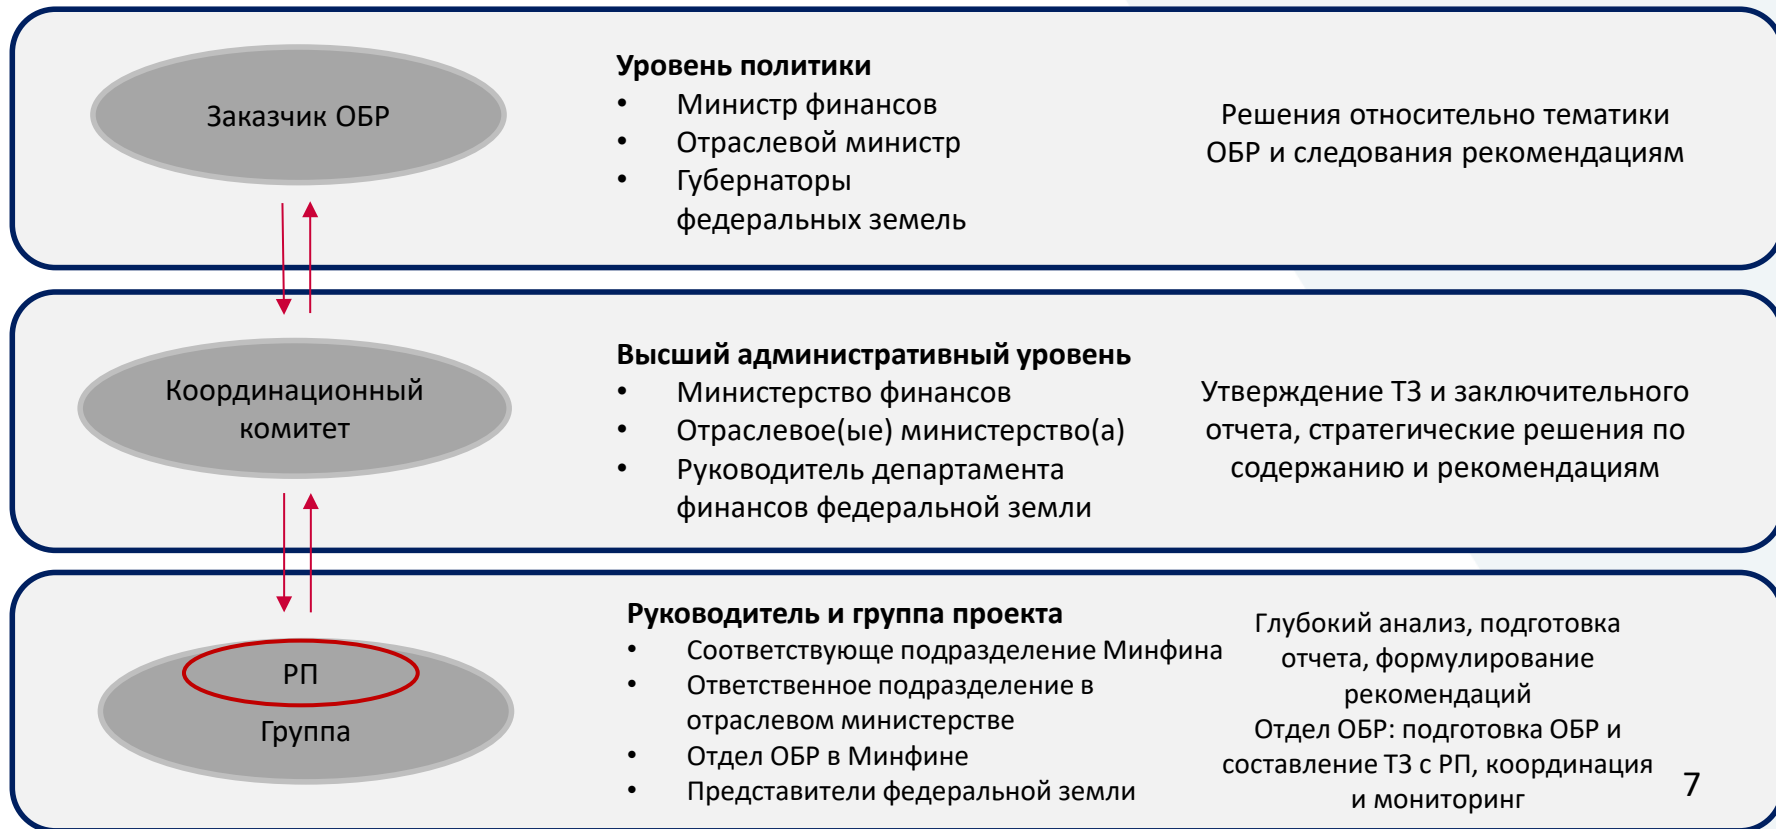 Заказчик ОБР
Уровень политики
• Министр финансов
• Отраслевой министр
• Губернаторы
федеральных земель
Решения относительно тематики
ОБР и следования рекомендациям
Координационный
комитет
Высший административный уровень
• Министерство финансов
• Отраслевое(ые) министерство(а)
• Руководитель департамента
финансов федеральной земли
Утверждение ТЗ и заключительного
отчета, стратегические решения по
содержанию и рекомендациям
РП
Группа
Руководитель и группа проекта
• Соответствующе подразделение Минфина
• Ответственное подразделение в
отраслевом министерстве
• Отдел ОБР в Минфине
• Представители федеральной земли
Глубокий анализ, подготовка
отчета, формулирование
рекомендаций
Отдел ОБР: подготовка ОБР и
составление ТЗ с РП, координация
и мониторинг
7